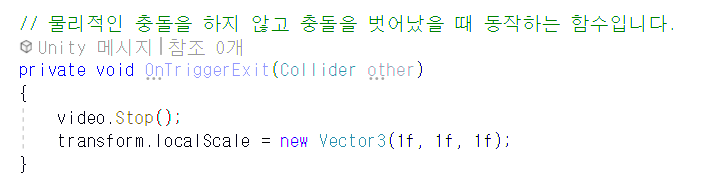 // 물리적인 충돌을 하지 않고 충돌을 벗어났을 때 동작하는 함수입니다.
Unity 메시지|참조 0개
private void OnTriggerExit(Collider other)
{
    video.Stop();
    transform.localScale = new Vector3(1f, 1f, 1f);
}